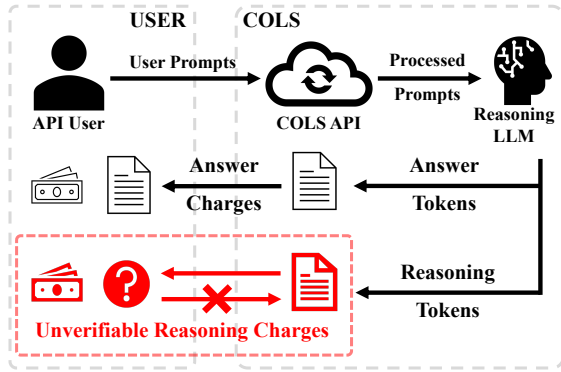 USER
COLS
User Prompts
Processed
Prompts
API User
COLS API
Reasoning
LLM
Answer
Charges
Answer
Tokens
Reasoning
Tokens
?
Unverifiable Reasoning Charges